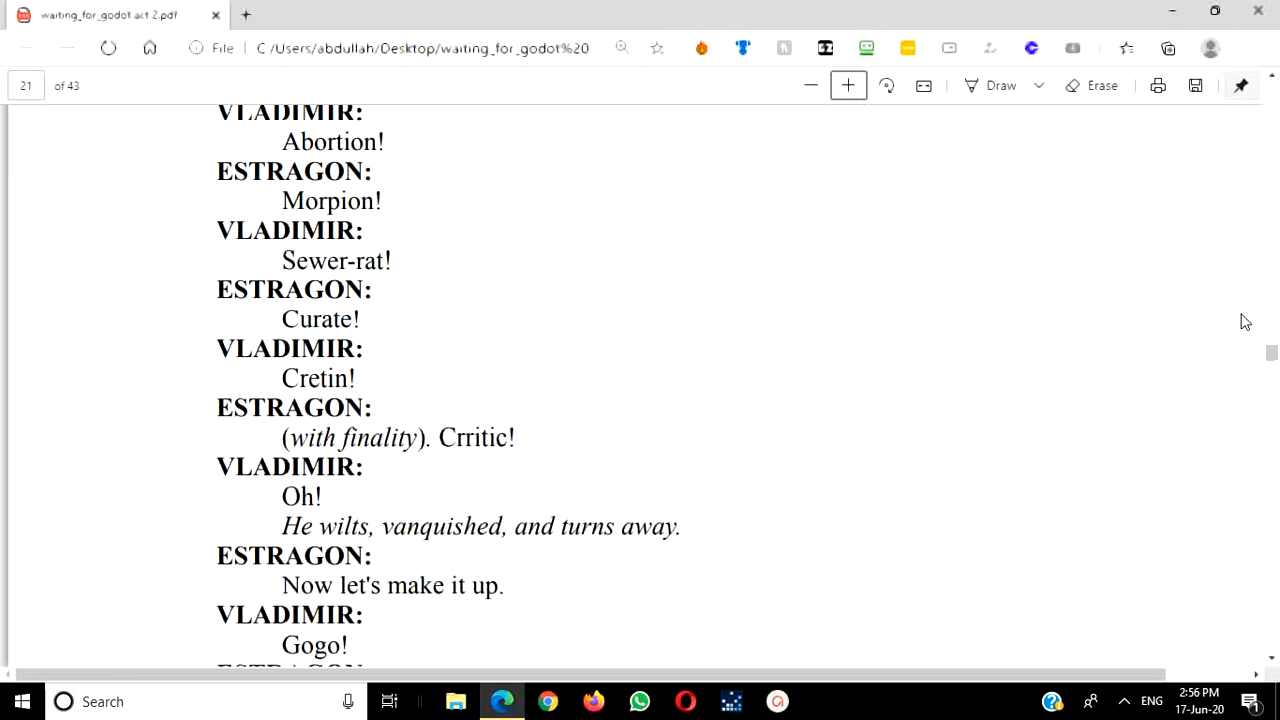 waiting_for_godot act 2.pdf
File
C:/Users/abdullah/Desktop/waiting_for_godot%20
21 of 43
Draw
Erase
VLADIMIR:
Abortion!
ESTRAGON:
Morpion!
VLADIMIR:
Sewer-rat!
ESTRAGON:
Curate!
VLADIMIR:
Cretin!
ESTRAGON:
(with finality). Crritic!
VLADIMIR:
Oh!
He wilts, vanquished, and turns away.
ESTRAGON:
Now let's make it up.
VLADIMIR:
Gogo!
ESTRAGON
Search
ENG
2:56 PM
17-Jun-20
1